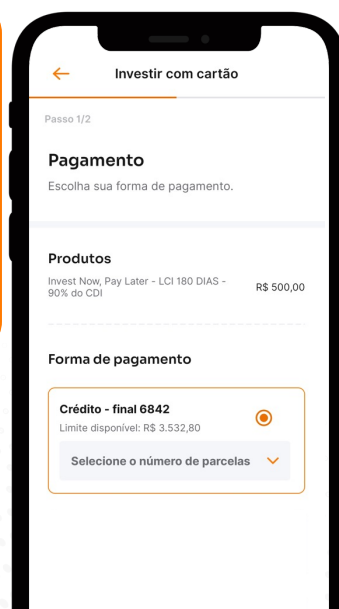 Investir com cartão
Passo 1/2
Pagamento
Escolha sua forma de pagamento.
Produtos
Invest Now, Pay Later - LCI 180 DIAS -
90% do CDI
R$ 500,00
Forma de pagamento
Crédito - final 6842
Limite disponível: R$ 3.532,80
Selecione o número de parcelas